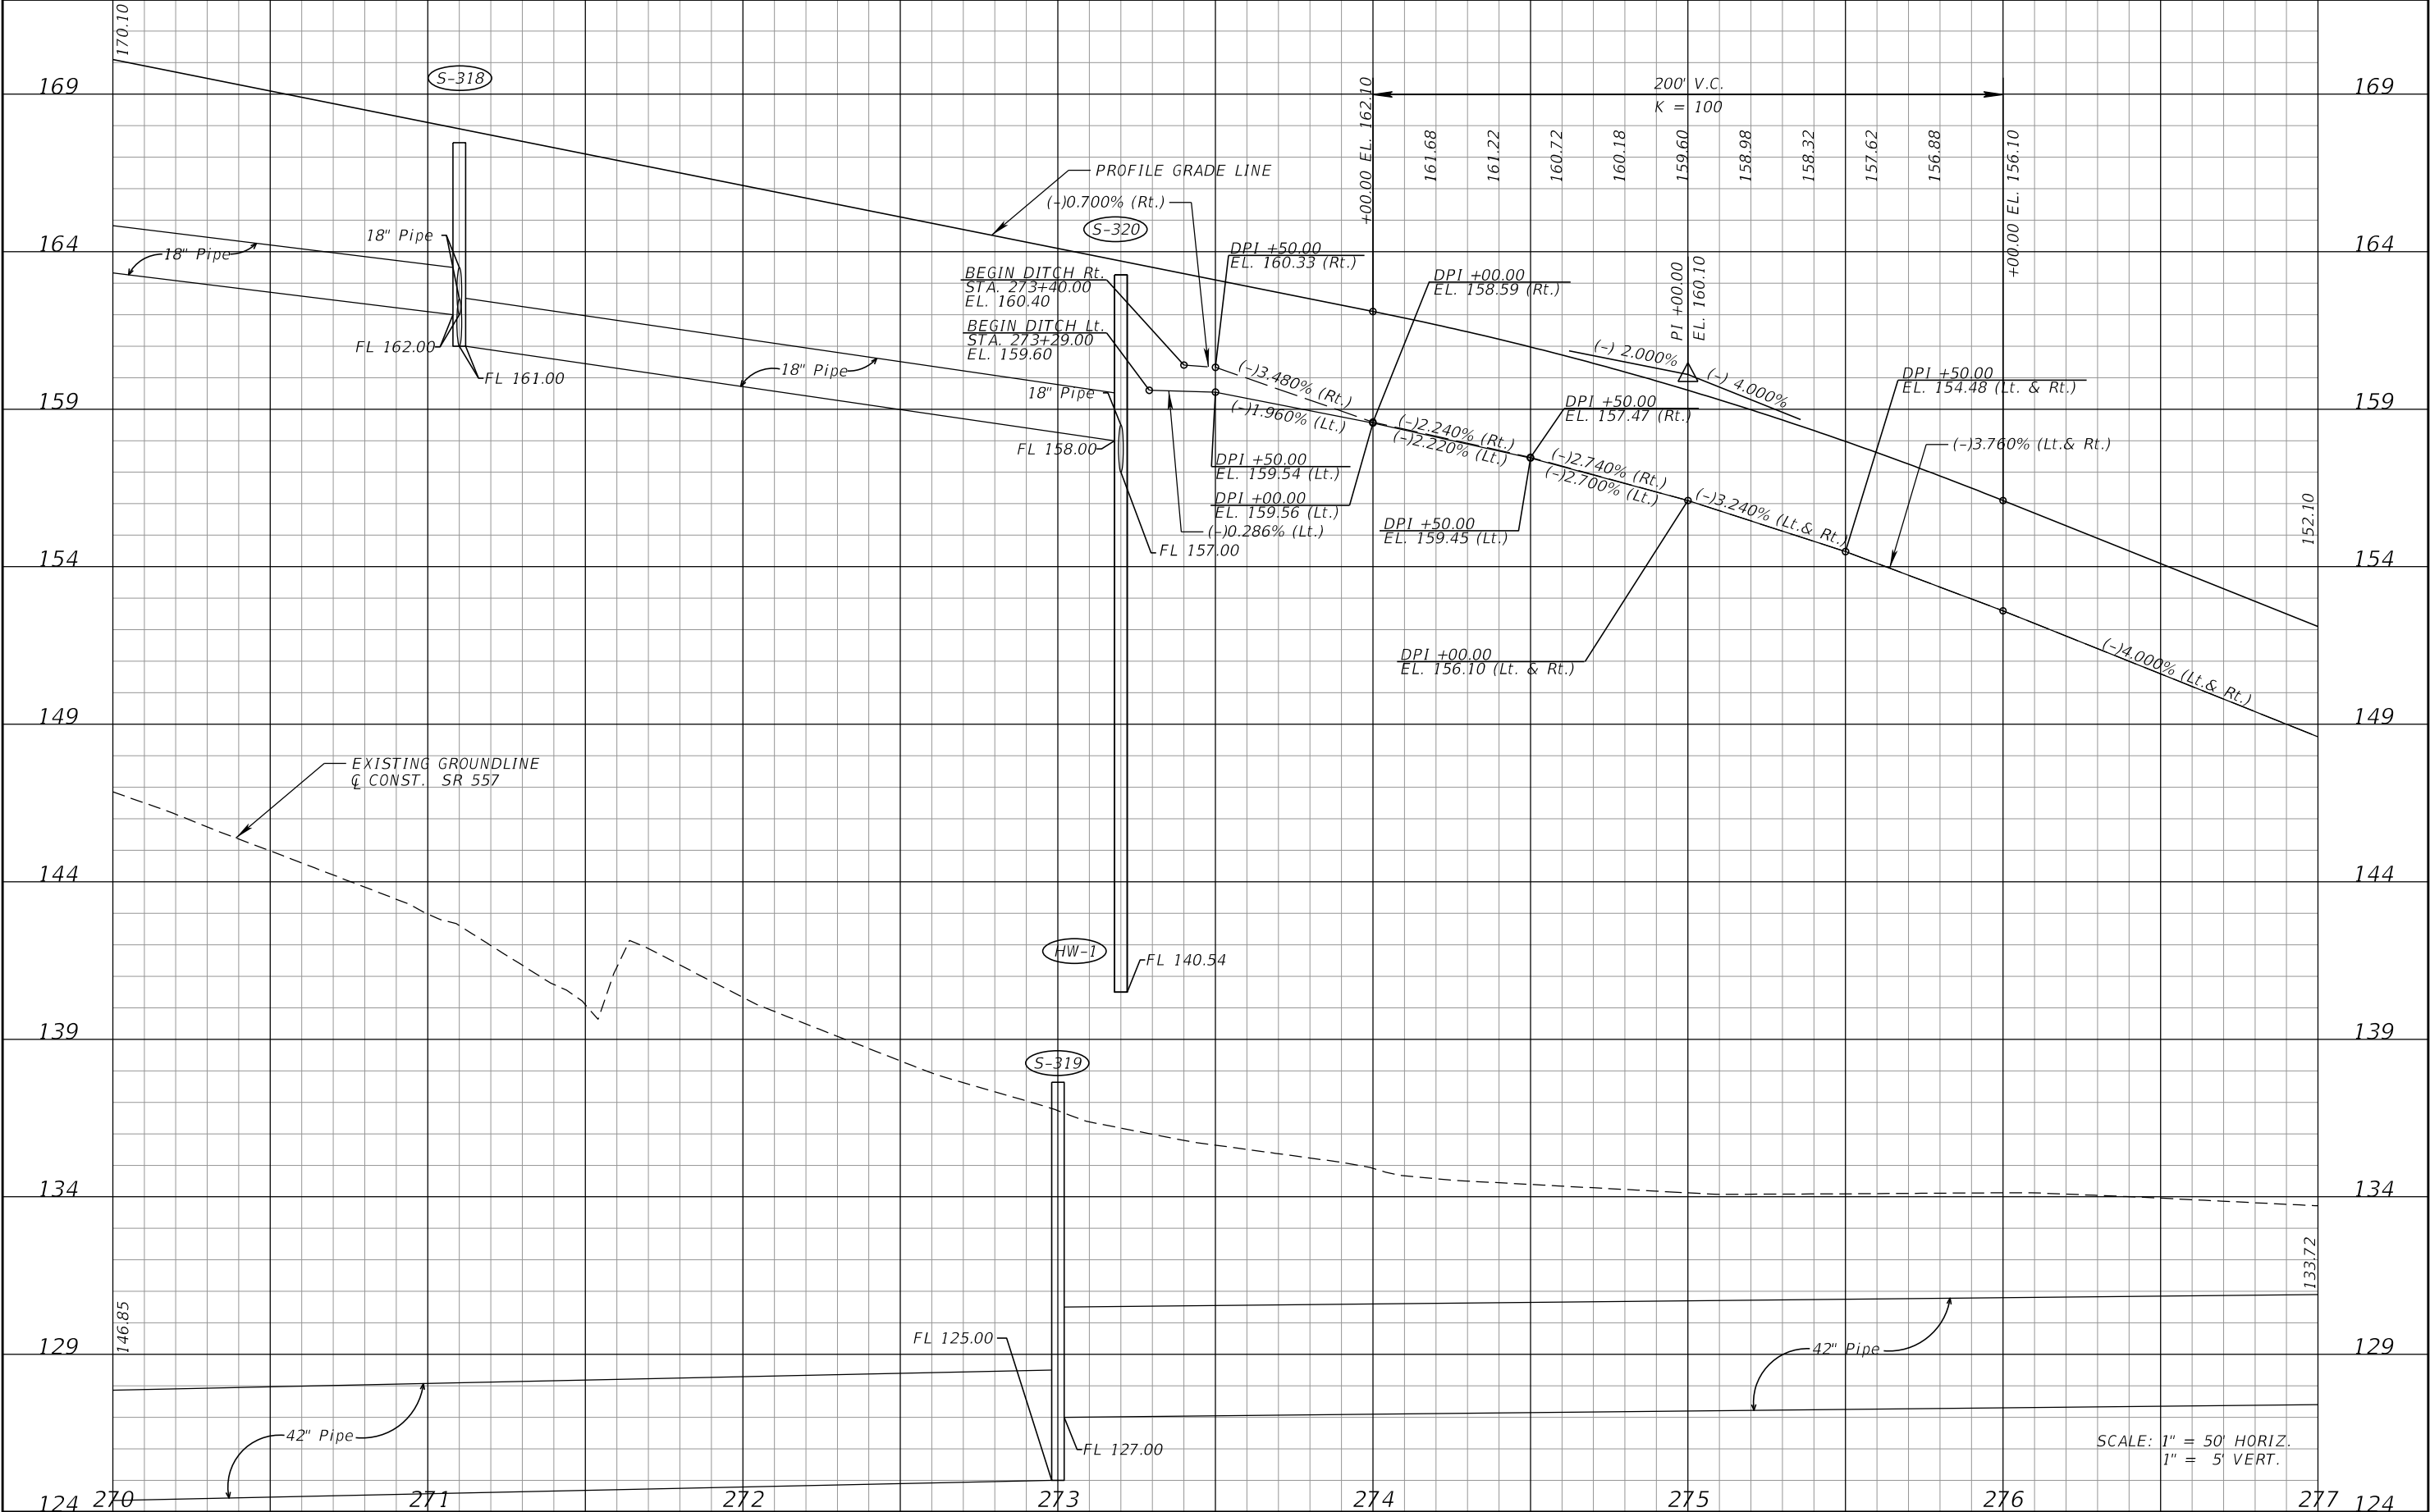 170.10
S-318
169
169
200' V.C.
K = 100
+00.00 EL. 162.10
161.68
161.22
160.72
160.18
159.60
158.98
158.32
157.62
156.88
+00.00 EL. 156.10
PROFILE GRADE LINE
(-)0.700% (Rt.)
S-320
164
164
18" Pipe
18" Pipe
DPI +50.00
EL. 160.33 (Rt.)
BEGIN DITCH Rt.
STA. 273+40.00
EL. 160.40
DPI +00.00
EL. 158.59 (Rt.)
PI +00.00
EL. 160.10
BEGIN DITCH Lt.
STA. 273+29.00
EL. 159.60
FL 162.00
FL 161.00
18" Pipe
(-) 2.000%
(-) 4.000%
(-)3.480% (Rt.)
(-)1.960% (Lt.)
DPI +50.00
EL. 154.48 (Lt. & Rt.)
159
159
18" Pipe
DPI +50.00
EL. 157.47 (Rt.)
(-)2.240% (Rt.)
(-)2.220% (Lt.)
FL 158.00
(-)3.760% (Lt.& Rt.)
DPI +50.00
EL. 159.54 (Lt.)
(-)2.740% (Rt.)
(-)2.700% (Lt.)
DPI +00.00
EL. 159.56 (Lt.)
(-)3.240% (Lt.& Rt.)
(-)0.286% (Lt.)
DPI +50.00
EL. 159.45 (Lt.)
152.10
FL 157.00
154
154
DPI +00.00
EL. 156.10 (Lt. & Rt.)
(-)4.000% (Lt.& Rt.)
149
149
EXISTING GROUNDLINE
℄ CONST. SR 557
144
144
HW-1
FL 140.54
139
139
S-319
134
134
133.72
146.85
FL 125.00
129
129
42" Pipe
42" Pipe
FL 127.00
SCALE: 1" = 50' HORIZ.
1" = 5' VERT.
124 270 271 272 273 274 275 276 277 124